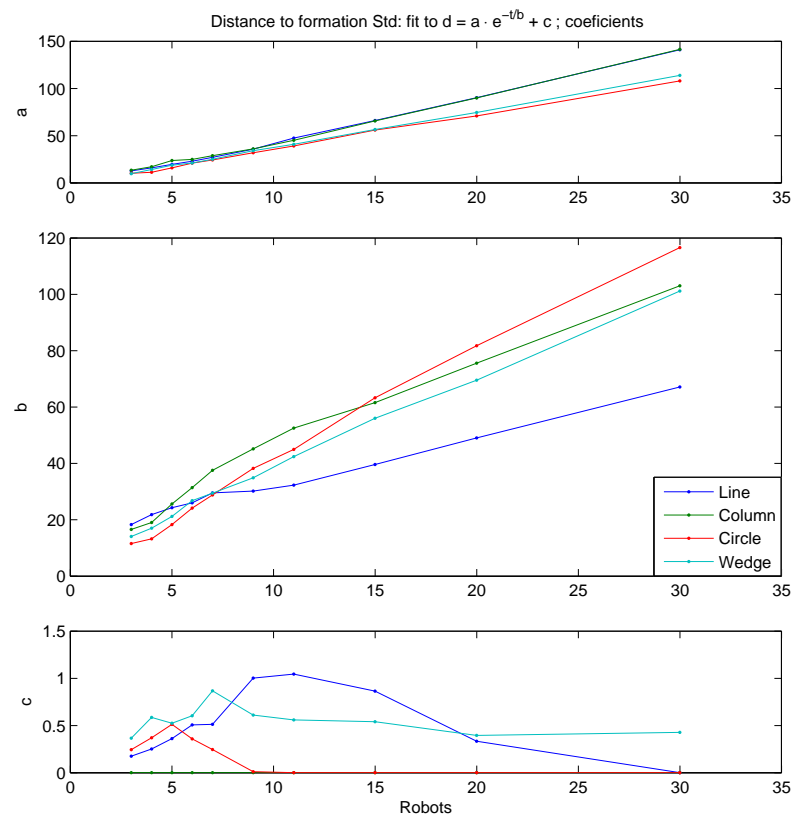 Distance to formation Std: fit to d = a · e^{−t/b} + c ; coeficients
150
100
50
0
a
0 5 10 15 20 25 30 35
120
100
80
60
40
20
0
b
Line
Column
Circle
Wedge
0 5 10 15 20 25 30 35
1.5
1
0.5
0
c
0 5 10 15 20 25 30 35
Robots